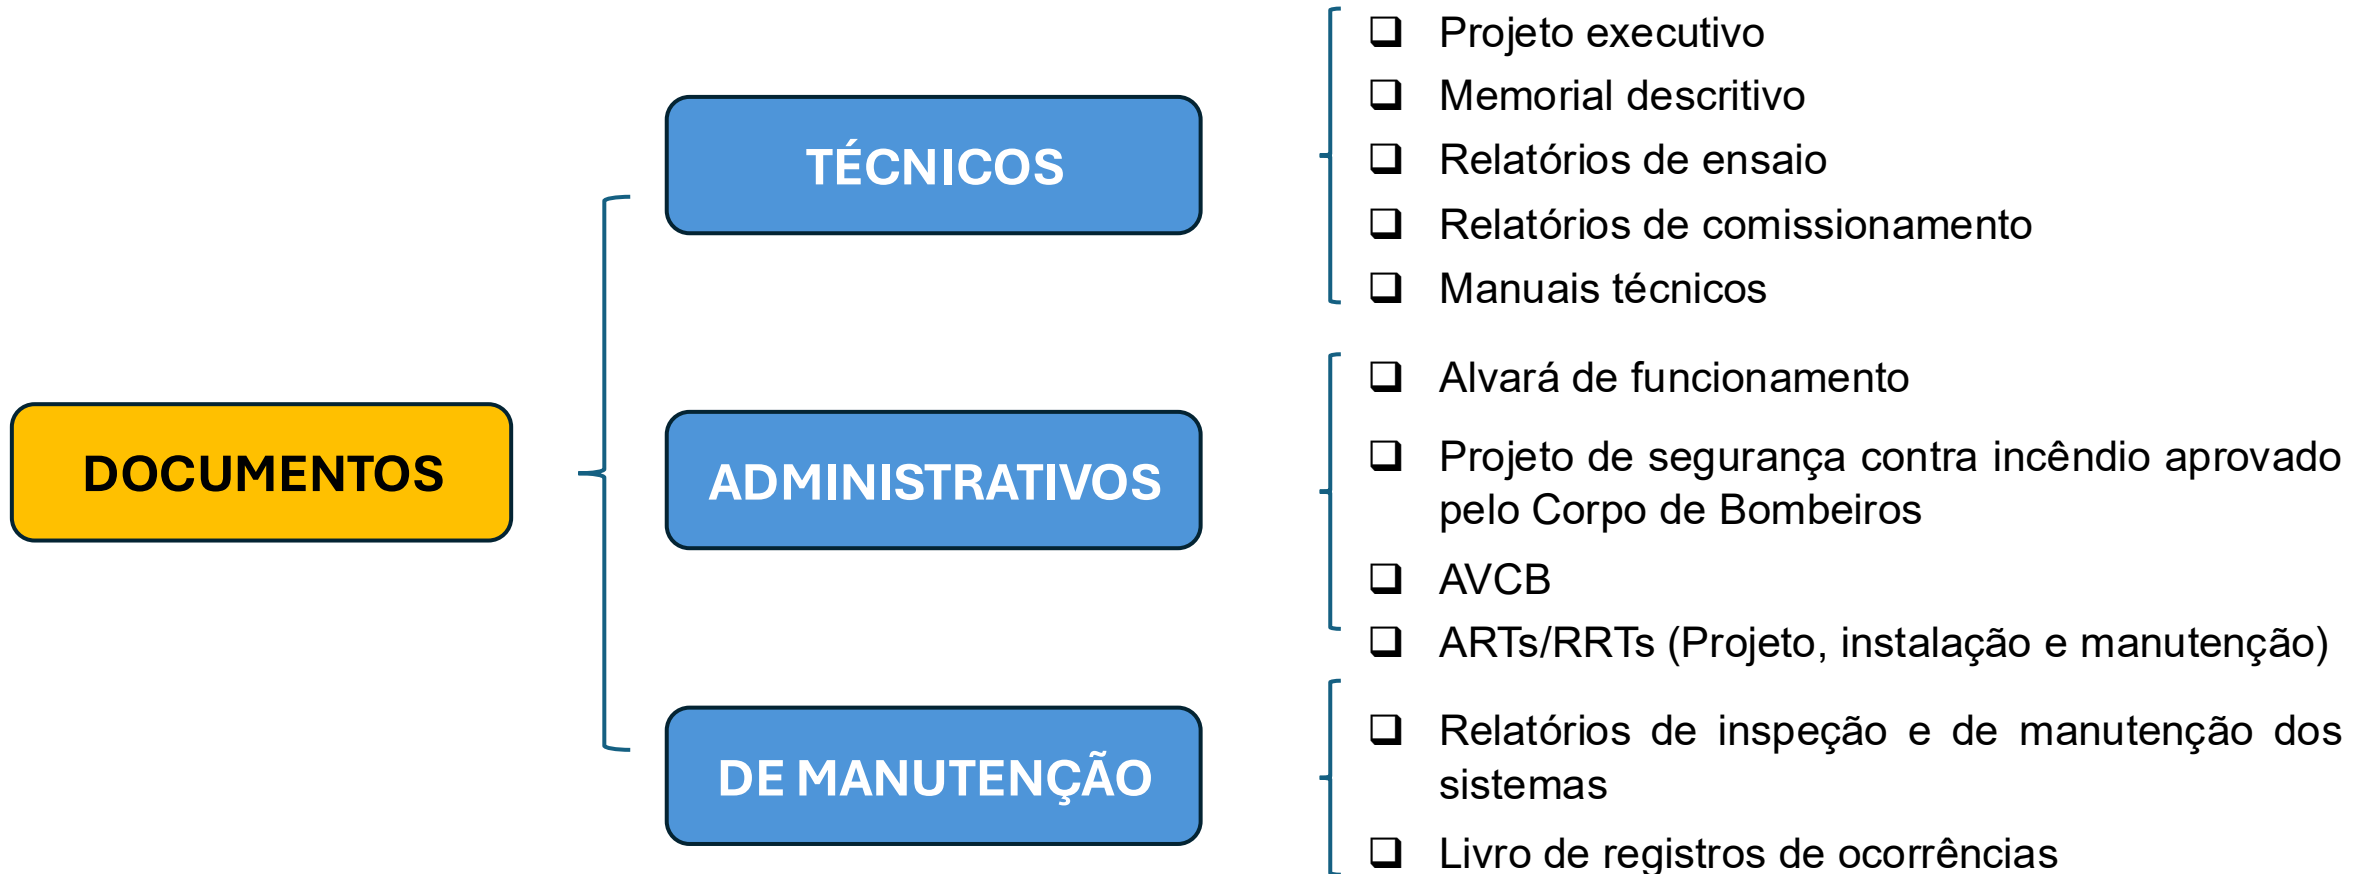 DOCUMENTOS
TÉCNICOS
Projeto executivo
Memorial descritivo
Relatórios de ensaio
Relatórios de comissionamento
Manuais técnicos
ADMINISTRATIVOS
Alvará de funcionamento
Projeto de segurança contra incêndio aprovado
pelo Corpo de Bombeiros
AVCB
ARTs/RRTs (Projeto, instalação e manutenção)
DE MANUTENÇÃO
Relatórios de inspeção e de manutenção dos
sistemas
Livro de registros de ocorrências